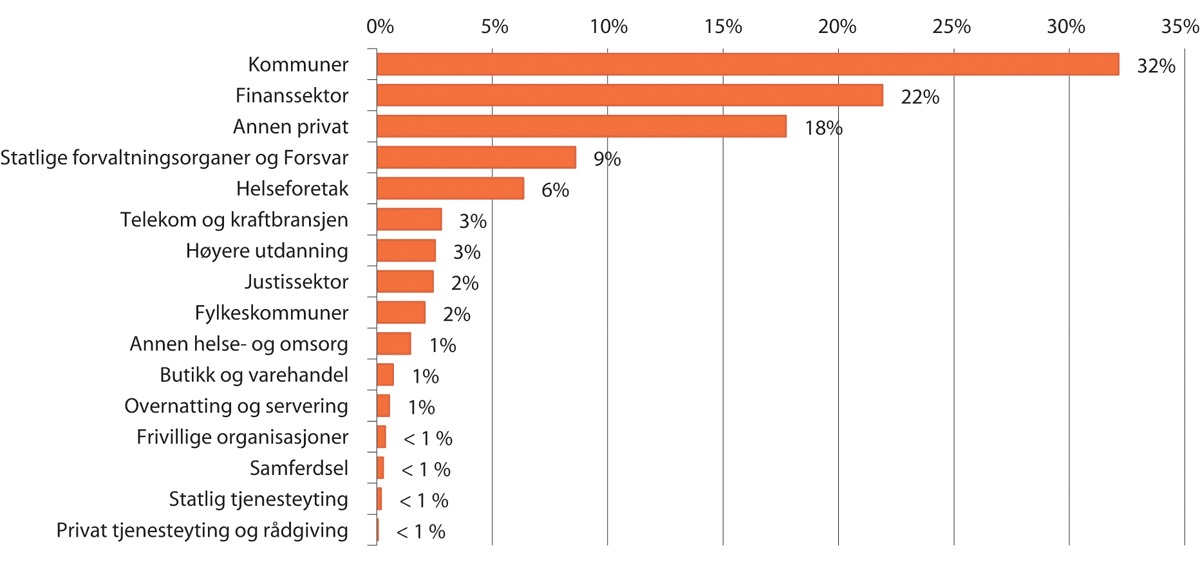 0% 5% 10% 15% 20% 25% 30% 35%
Kommuner 32%
Finanssektor 22%
Annen privat 18%
Statlige forvaltningsorganer og Forsvar 9%
Helseforetak 6%
Telekom og kraftbransjen 3%
Høyere utdanning 3%
Justissektor 2%
Fylkeskommuner 2%
Annen helse- og omsorg 1%
Butikk og varehandel 1%
Overnatting og servering 1%
Frivillige organisasjoner < 1 %
Samferdsel < 1 %
Statlig tjenesteyting < 1 %
Privat tjenesteyting og rådgiving < 1 %